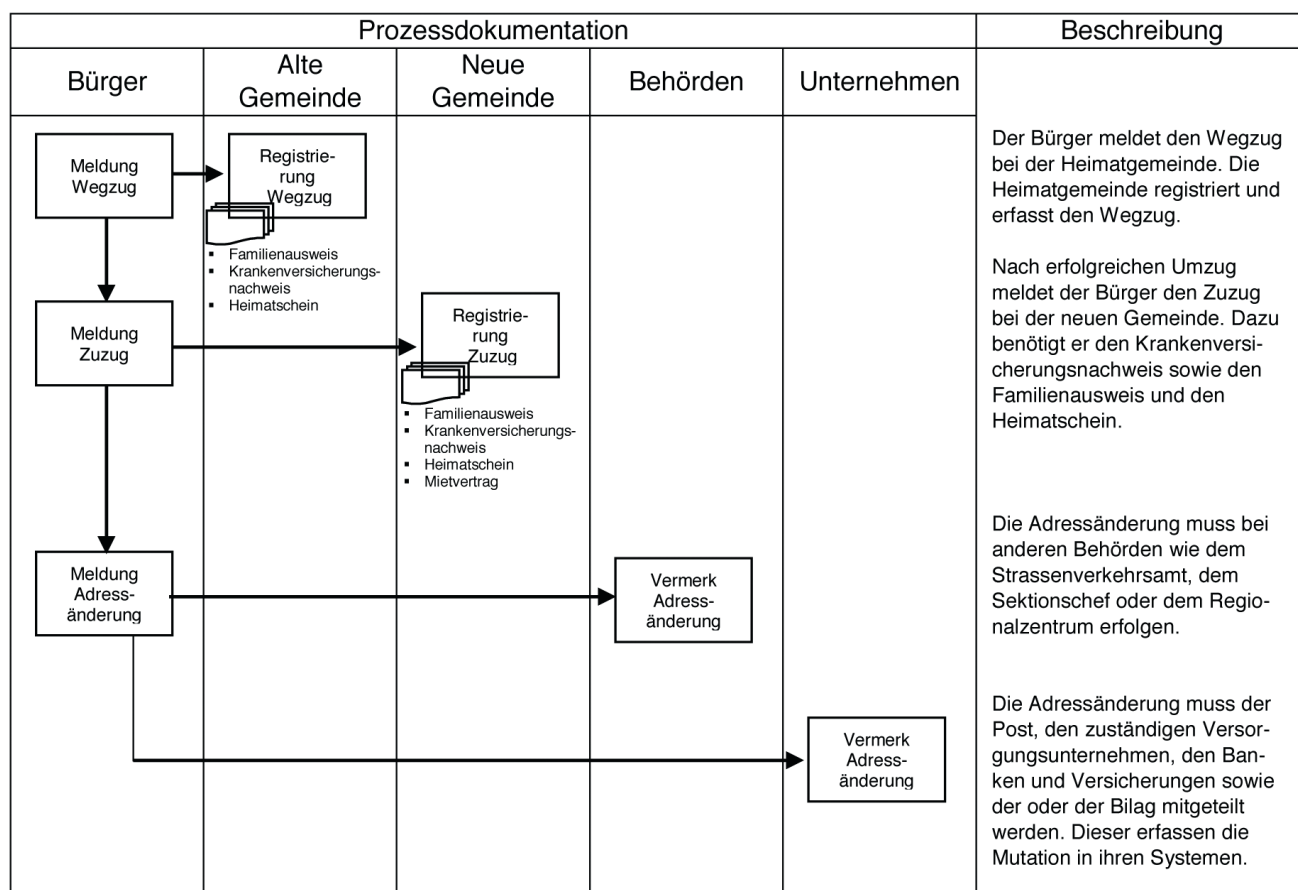 Prozessdokumentation
Beschreibung
Bürger
Alte
Gemeinde
Neue
Gemeinde
Behörden
Unternehmen
Meldung
Wegzug
Registrie-
rung
Wegzug
▪ Familienausweis
▪ Krankenversicherungs-
nachweis
▪ Heimatschein
Der Bürger meldet den Wegzug
bei der Heimatgemeinde. Die
Heimatgemeinde registriert und
erfasst den Wegzug.
Meldung
Zuzug
Registrie-
rung
Zuzug
▪ Familienausweis
▪ Krankenversicherungs-
nachweis
▪ Heimatschein
▪ Mietvertrag
Nach erfolgreichen Umzug
meldet der Bürger den Zuzug
bei der neuen Gemeinde. Dazu
benötigt er den Krankenversi-
cherungsnachweis sowie den
Familienausweis und den
Heimatschein.
Meldung
Adress-
änderung
Vermerk
Adress-
änderung
Die Adressänderung muss bei
anderen Behörden wie dem
Strassenverkehrsamt, dem
Sektionschef oder dem Regio-
nalzentrum erfolgen.
Vermerk
Adress-
änderung
Die Adressänderung muss der
Post, den zuständigen Versor-
gungsunternehmen, den Ban-
ken und Versicherungen sowie
der oder der Bilag mitgeteilt
werden. Dieser erfassen die
Mutation in ihren Systemen.